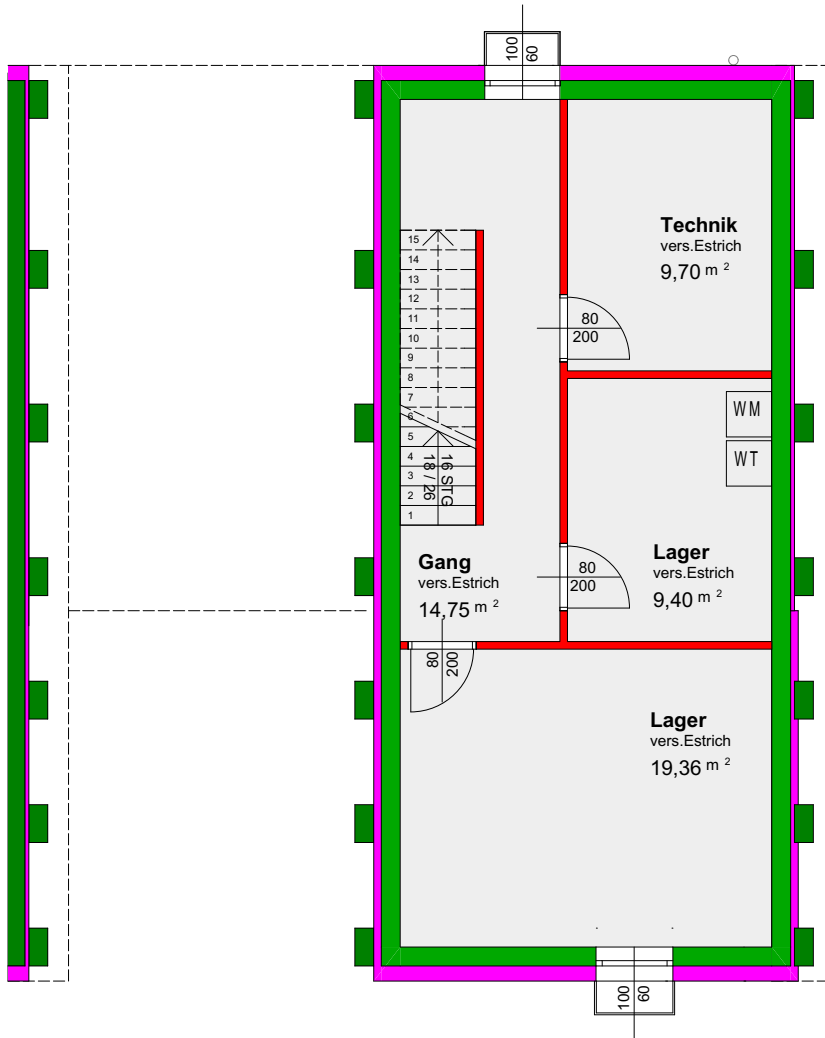 100
60
Technik
vers.Estrich
9,70 m ²
80
200
15
14
13
12
11
10
9
8
7
6
5
4
3
2
1
16 STG
18 / 26
WM
WT
Gang
vers.Estrich
14,75 m ²
80
200
Lager
vers.Estrich
9,40 m ²
80
200
Lager
vers.Estrich
19,36 m ²
100
60